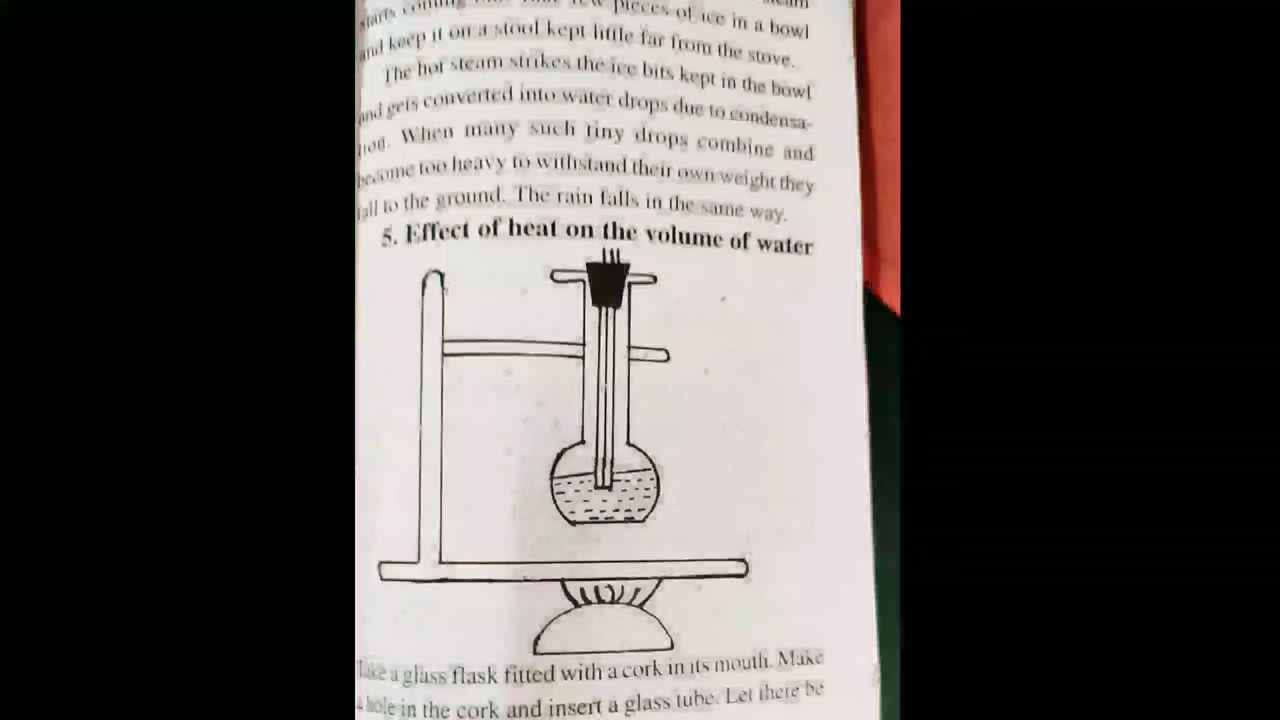 pieces of ice in a bowl
and keep it on a stool kept little far from the stove.
The hot steam strikes the ice bits kept in the bowl
and gets converted into water drops due to condensa-
tion. When many such tiny drops combine and
become too heavy to withstand their own weight they
fall to the ground. The rain falls in the same way.
5. Effect of heat on the volume of water
Take a glass flask fitted with a cork in its mouth. Make
a hole in the cork and insert a glass tube. Let there be